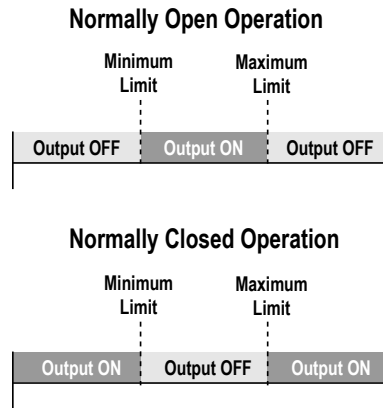 Normally Open Operation
Minimum Limit
Maximum Limit
Output OFF
Output ON
Output OFF
Normally Closed Operation
Minimum Limit
Maximum Limit
Output ON
Output OFF
Output ON